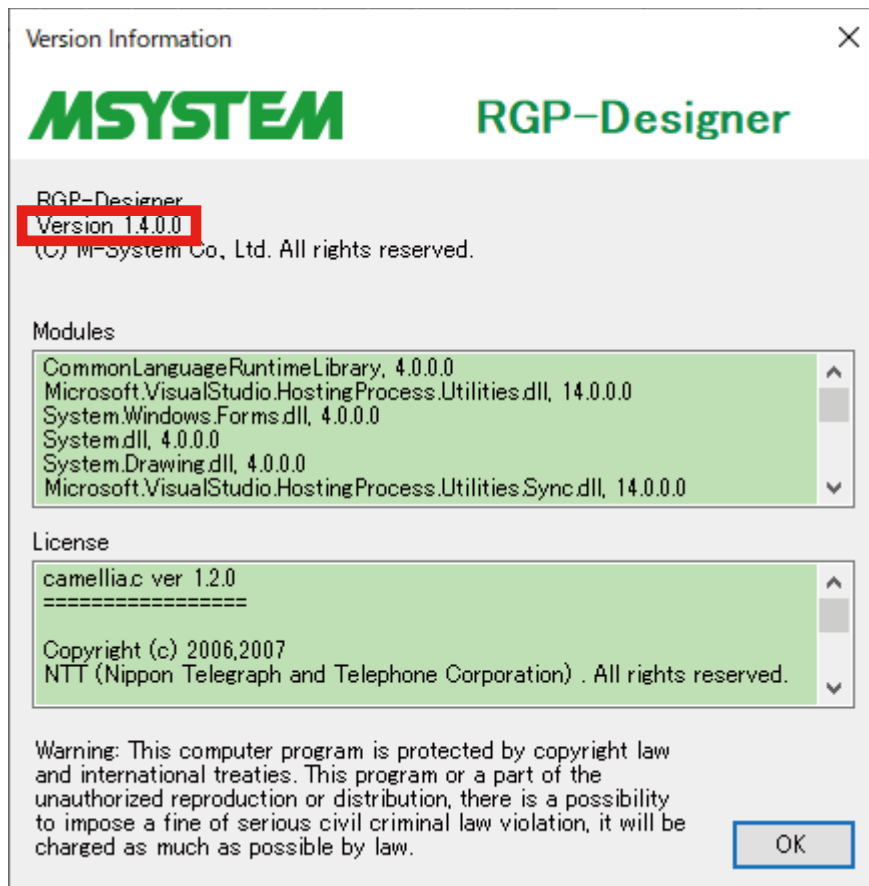 Version Information
MSYSTEM
RGP-Designer
RGP-Designer
Version 1.4.0.0
(C) M-System Co., Ltd. All rights reserved.
Modules
CommonLanguageRuntimeLibrary, 4.0.0.0
Microsoft.VisualStudio.HostingProcess.Utilities.dll, 14.0.0.0
System.Windows.Forms.dll, 4.0.0.0
System.dll, 4.0.0.0
System.Drawing.dll, 4.0.0.0
Microsoft.VisualStudio.HostingProcess.Utilities.Sync.dll, 14.0.0.0
License
camellia.c ver 1.2.0
=================
Copyright (c) 2006,2007
NTT (Nippon Telegraph and Telephone Corporation) . All rights reserved.
Warning: This computer program is protected by copyright law
and international treaties. This program or a part of the
unauthorized reproduction or distribution, there is a possibility
to impose a fine of serious civil criminal law violation, it will be
charged as much as possible by law.
OK